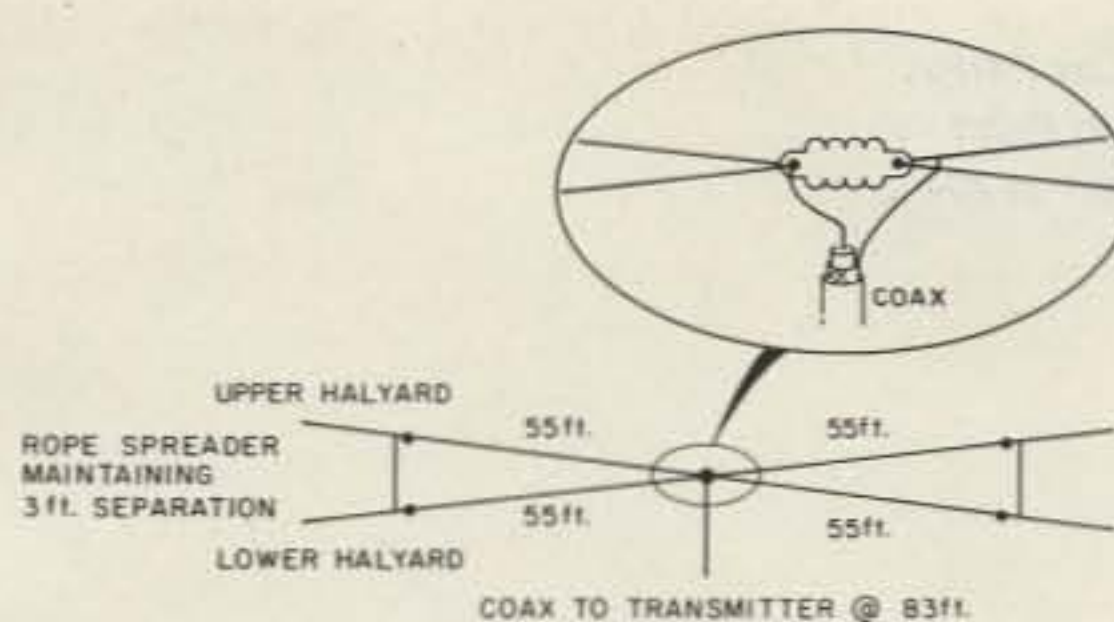 COAX
UPPER HALYARD
55ft.
55ft.
ROPE SPREADER
MAINTAINING
3ft. SEPARATION
55ft.
55ft.
LOWER HALYARD
COAX TO TRANSMITTER @ 83ft.